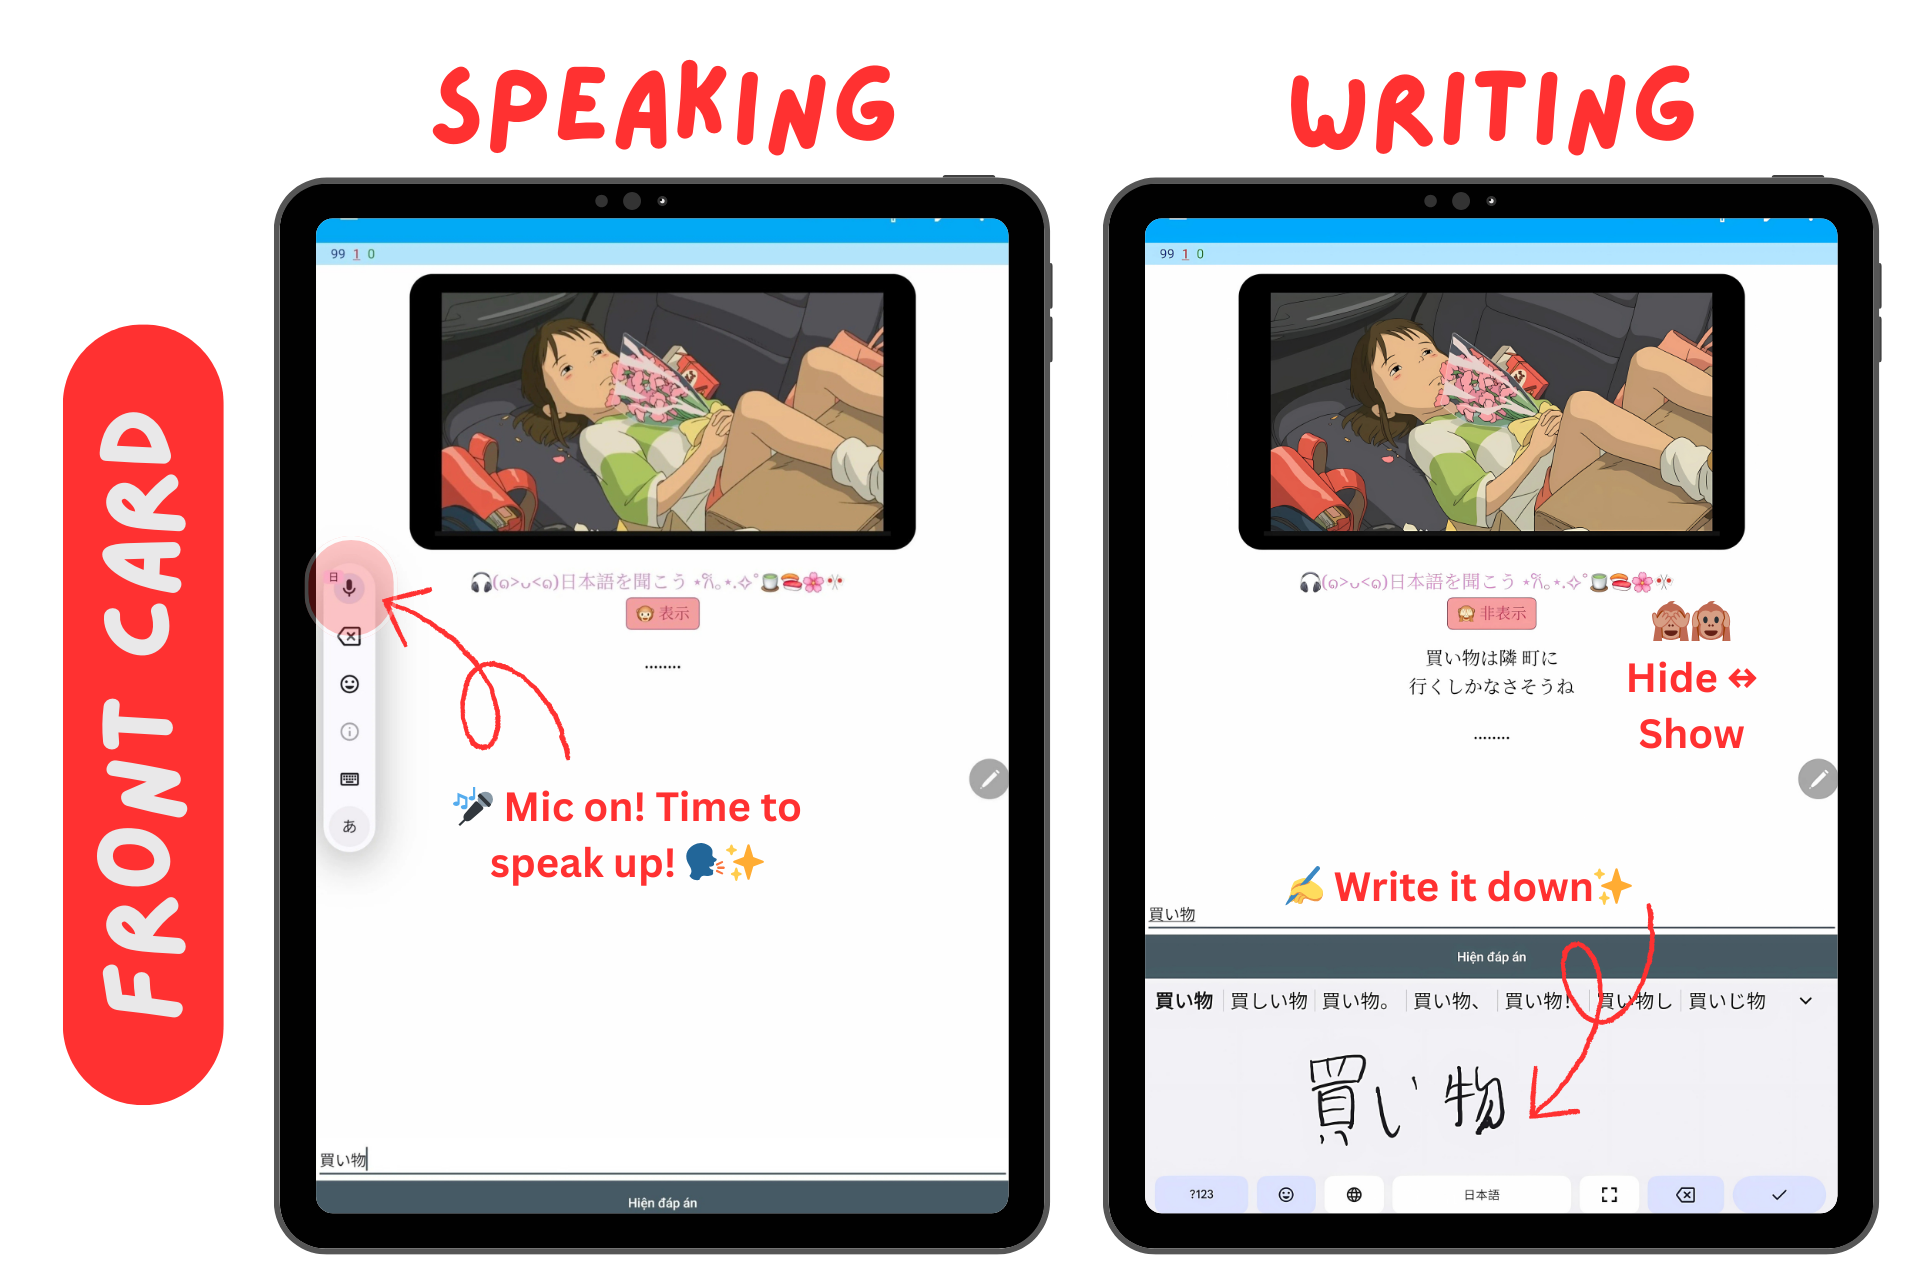 SPEAKING
WRITING
FRONT CARD
99 1 0
🎧(๑>ᴗ<๑)日本語を聞こう ⋆𐙚₊⋆.✧˚🍵🍣🌸🎌
🐵 表示
........
日
あ
🎤 Mic on! Time to
speak up! 🗣️✨
買い物
Hiện đáp án
99 1 0
🎧(๑>ᴗ<๑)日本語を聞こう ⋆𐙚₊⋆.✧˚🍵🍣🌸🎌
🙈 非表示
買い物は隣 町に
行くしかなさそうね
........
🙈🐵
Hide ↔
Show
✍️ Write it down✨
買い物
Hiện đáp án
買い物 買しい物 買い物。 買い物、 買い物! 買い物し 買いじ物
買い物
?123 日本語